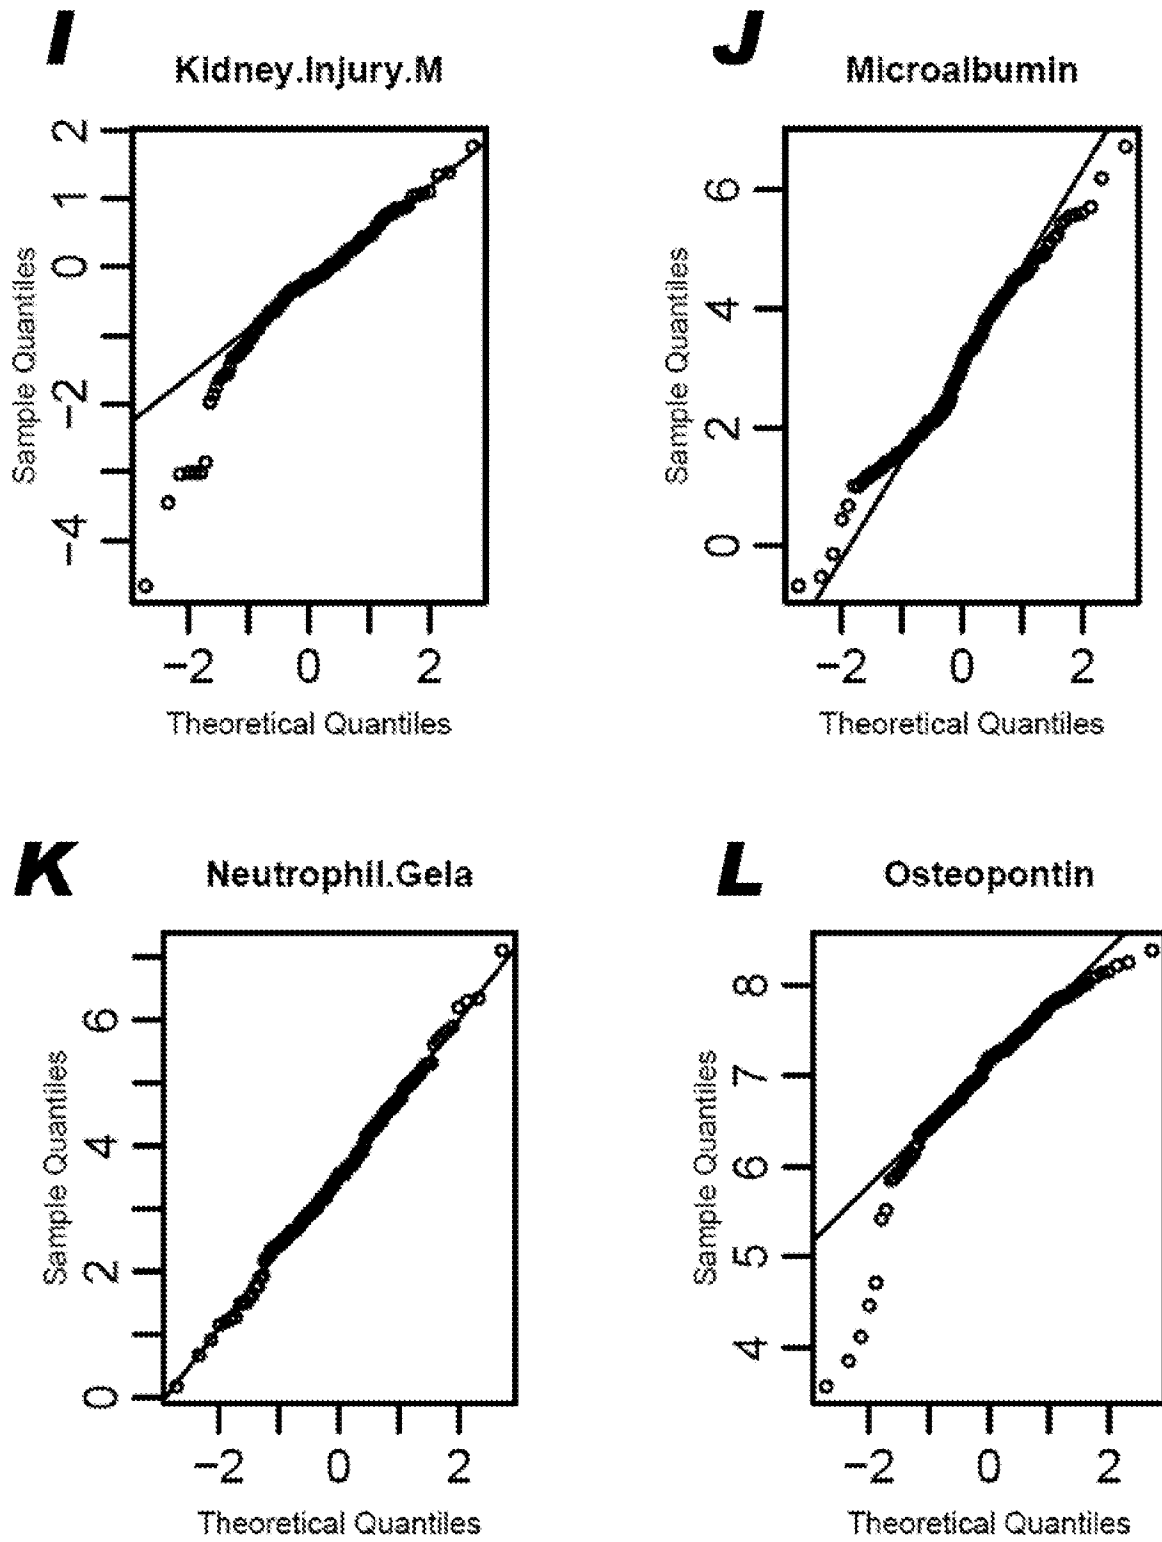 I
Kidney.Injury.M
Sample Quantiles
2
1
0
−2
−4
−2 0 2
Theoretical Quantiles
J
Microalbumin
Sample Quantiles
6
4
2
0
−2 0 2
Theoretical Quantiles
K
Neutrophil.Gela
Sample Quantiles
6
4
2
0
−2 0 2
Theoretical Quantiles
L
Osteopontin
Sample Quantiles
8
7
6
5
4
−2 0 2
Theoretical Quantiles